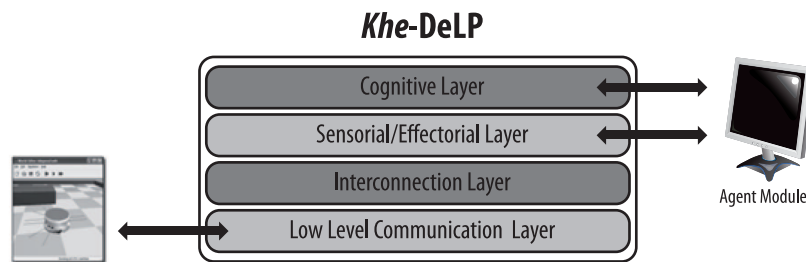 Khe-DeLP
Cognitive Layer
Sensorial/Effectorial Layer
Interconnection Layer
Low Level Communication Layer
Agent Module